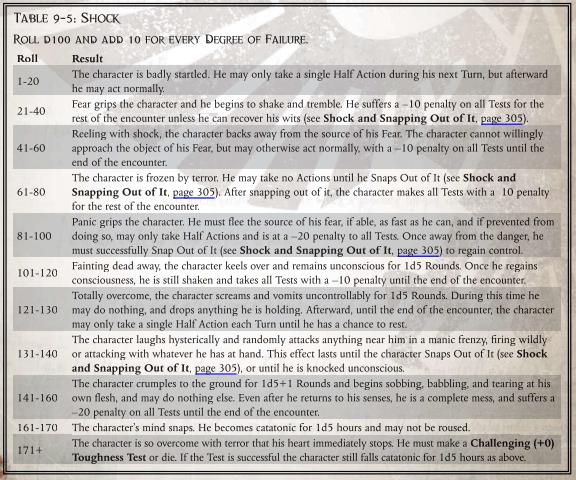 Table 9-5: Shock
Roll d100 and add 10 for every Degree of Failure.
Roll Result
1-20 The character is badly startled. He may only take a single Half Action during his next Turn, but afterward
he may act normally.
21-40 Fear grips the character and he begins to shake and tremble. He suffers a –10 penalty on all Tests for the
rest of the encounter unless he can recover his wits (see Shock and Snapping Out of It, page 305).
41-60 Reeling with shock, the character backs away from the source of his Fear. The character cannot willingly
approach the object of his Fear, but may otherwise act normally, with a –10 penalty on all Tests until the
end of the encounter.
61-80 The character is frozen by terror. He may take no Actions until he Snaps Out of It (see Shock and
Snapping Out of It, page 305). After snapping out of it, the character makes all Tests with a 10 penalty
for the rest of the encounter.
81-100 Panic grips the character. He must flee the source of his fear, if able, as fast as he can, and if prevented from
doing so, may only take Half Actions and is at a –20 penalty to all Tests. Once away from the danger, he
must successfully Snap Out of It (see Shock and Snapping Out of It, page 305) to regain control.
101-120 Fainting dead away, the character keels over and remains unconscious for 1d5 Rounds. Once he regains
consciousness, he is still shaken and takes all Tests with a –10 penalty until the end of the encounter.
121-130 Totally overcome, the character screams and vomits uncontrollably for 1d5 Rounds. During this time he
may do nothing, and drops anything he is holding. Afterward, until the end of the encounter, the character
may only take a single Half Action each Turn until he has a chance to rest.
131-140 The character laughs hysterically and randomly attacks anything near him in a manic frenzy, firing wildly
or attacking with whatever he has at hand. This effect lasts until the character Snaps Out of It (see Shock
and Snapping Out of It, page 305), or until he is knocked unconscious.
141-160 The character crumples to the ground for 1d5+1 Rounds and begins sobbing, babbling, and tearing at his
own flesh, and may do nothing else. Even after he returns to his senses, he is a complete mess, and suffers a
–20 penalty on all Tests until the end of the encounter.
161-170 The character's mind snaps. He becomes catatonic for 1d5 hours and may not be roused.
171+ The character is so overcome with terror that his heart immediately stops. He must make a Challenging (+0)
Toughness Test or die. If the Test is successful the character still falls catatonic for 1d5 hours as above.